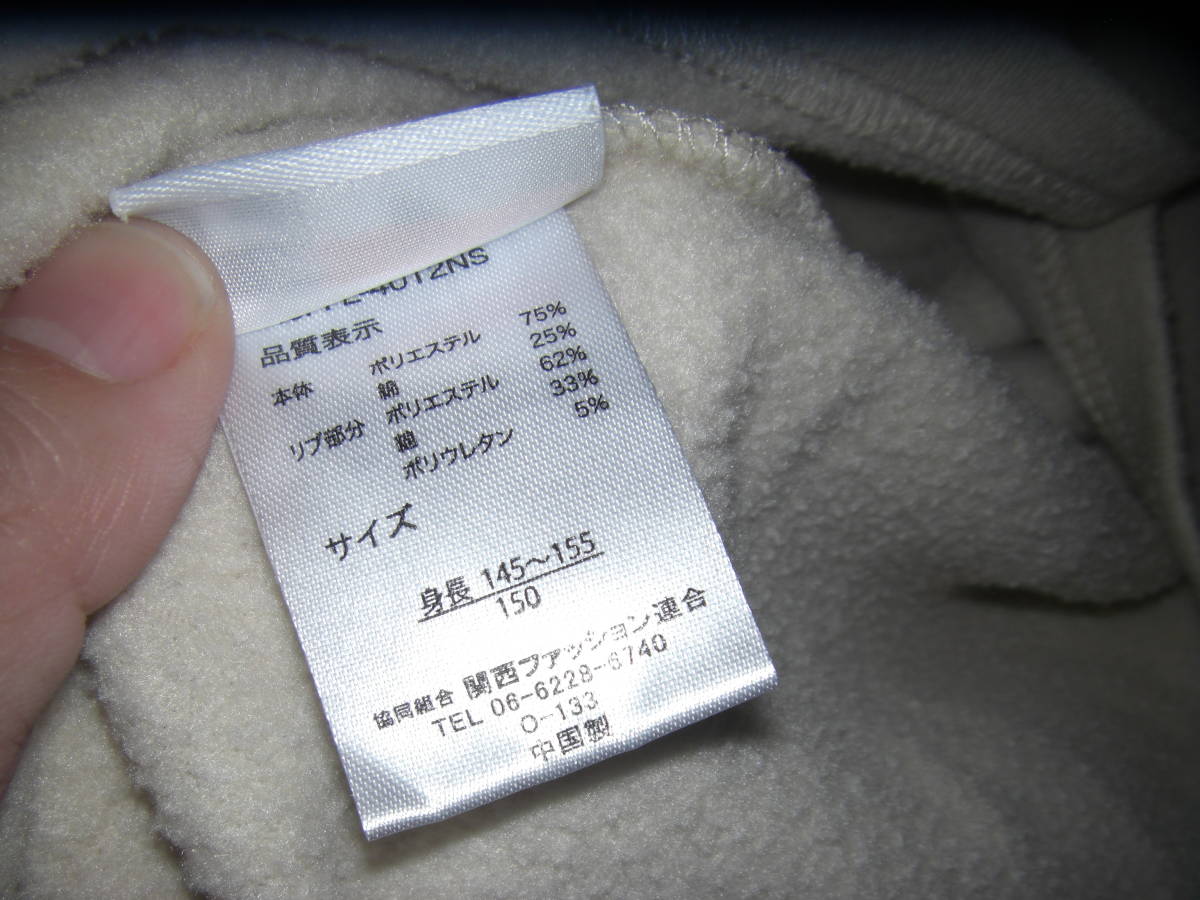 4012NS
品質表示
本体 ポリエステル 75%
綿 25%
リブ部分 ポリエステル 62%
綿 33%
ポリウレタン 5%
サイズ
身長 145〜155
150
協同組合 関西ファッション連合
TEL 06-6228-6740
O-133
中国製